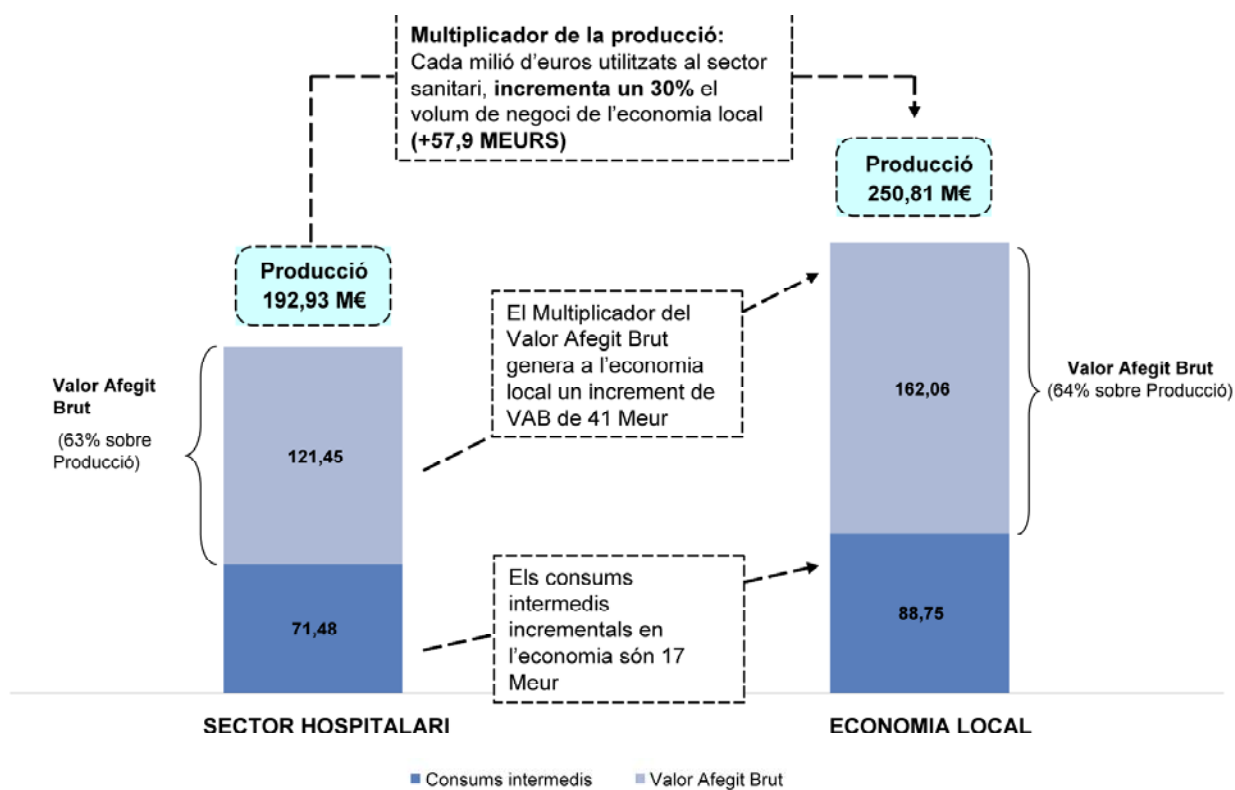 Multiplicador de la producció:
Cada milió d'euros utilitzats al sector
sanitari, incrementa un 30% el
volum de negoci de l'economia local
(+57,9 MEURS)
Producció
250,81 M€
Producció
192,93 M€
El Multiplicador del
Valor Afegit Brut
genera a l'economia
local un increment de
VAB de 41 Meur
Valor Afegit
Brut
(63% sobre
Producció)
121,45
162,06
Valor Afegit Brut
(64% sobre Producció)
Els consums
intermedis
incrementals en
l'economia són 17
Meur
71,48
88,75
SECTOR HOSPITALARI
ECONOMIA LOCAL
Consums intermedis
Valor Afegit Brut